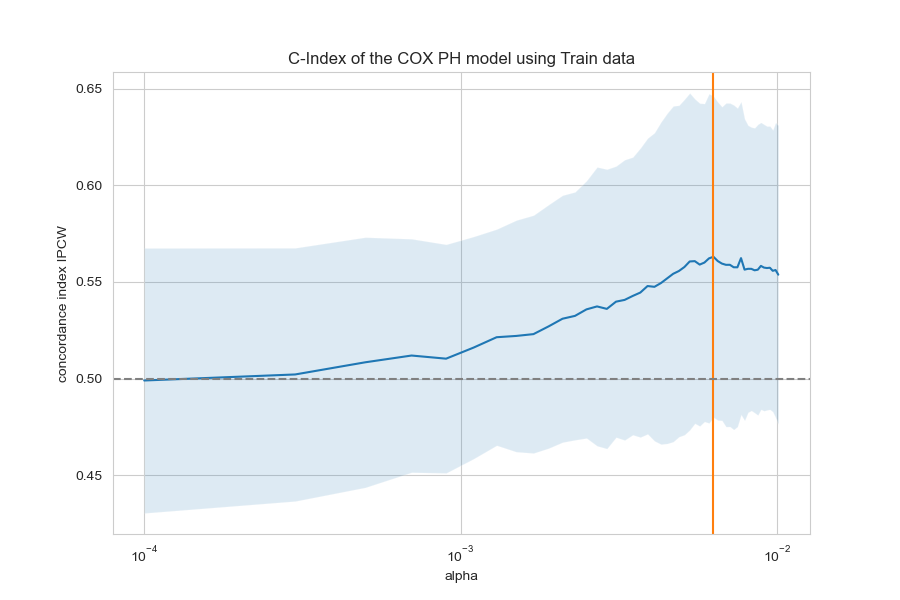 C-Index of the COX PH model using Train data
concordance index IPCW
0.65
0.60
0.55
0.50
0.45
10⁻⁴
10⁻³
10⁻²
alpha